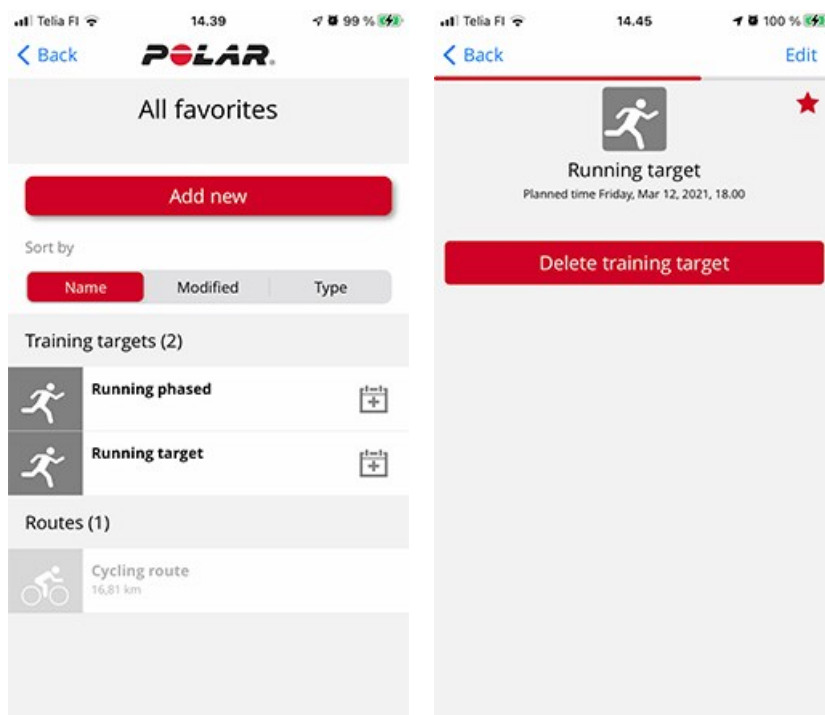 Telia FI 14.39 99 %
Back POLAR.
All favorites
Add new
Sort by
Name Modified Type
Training targets (2)
Running phased
Running target
Routes (1)
Cycling route
16,81 km
Telia FI 14.45 100 %
Back Edit
Running target
Planned time Friday, Mar 12, 2021, 18.00
Delete training target